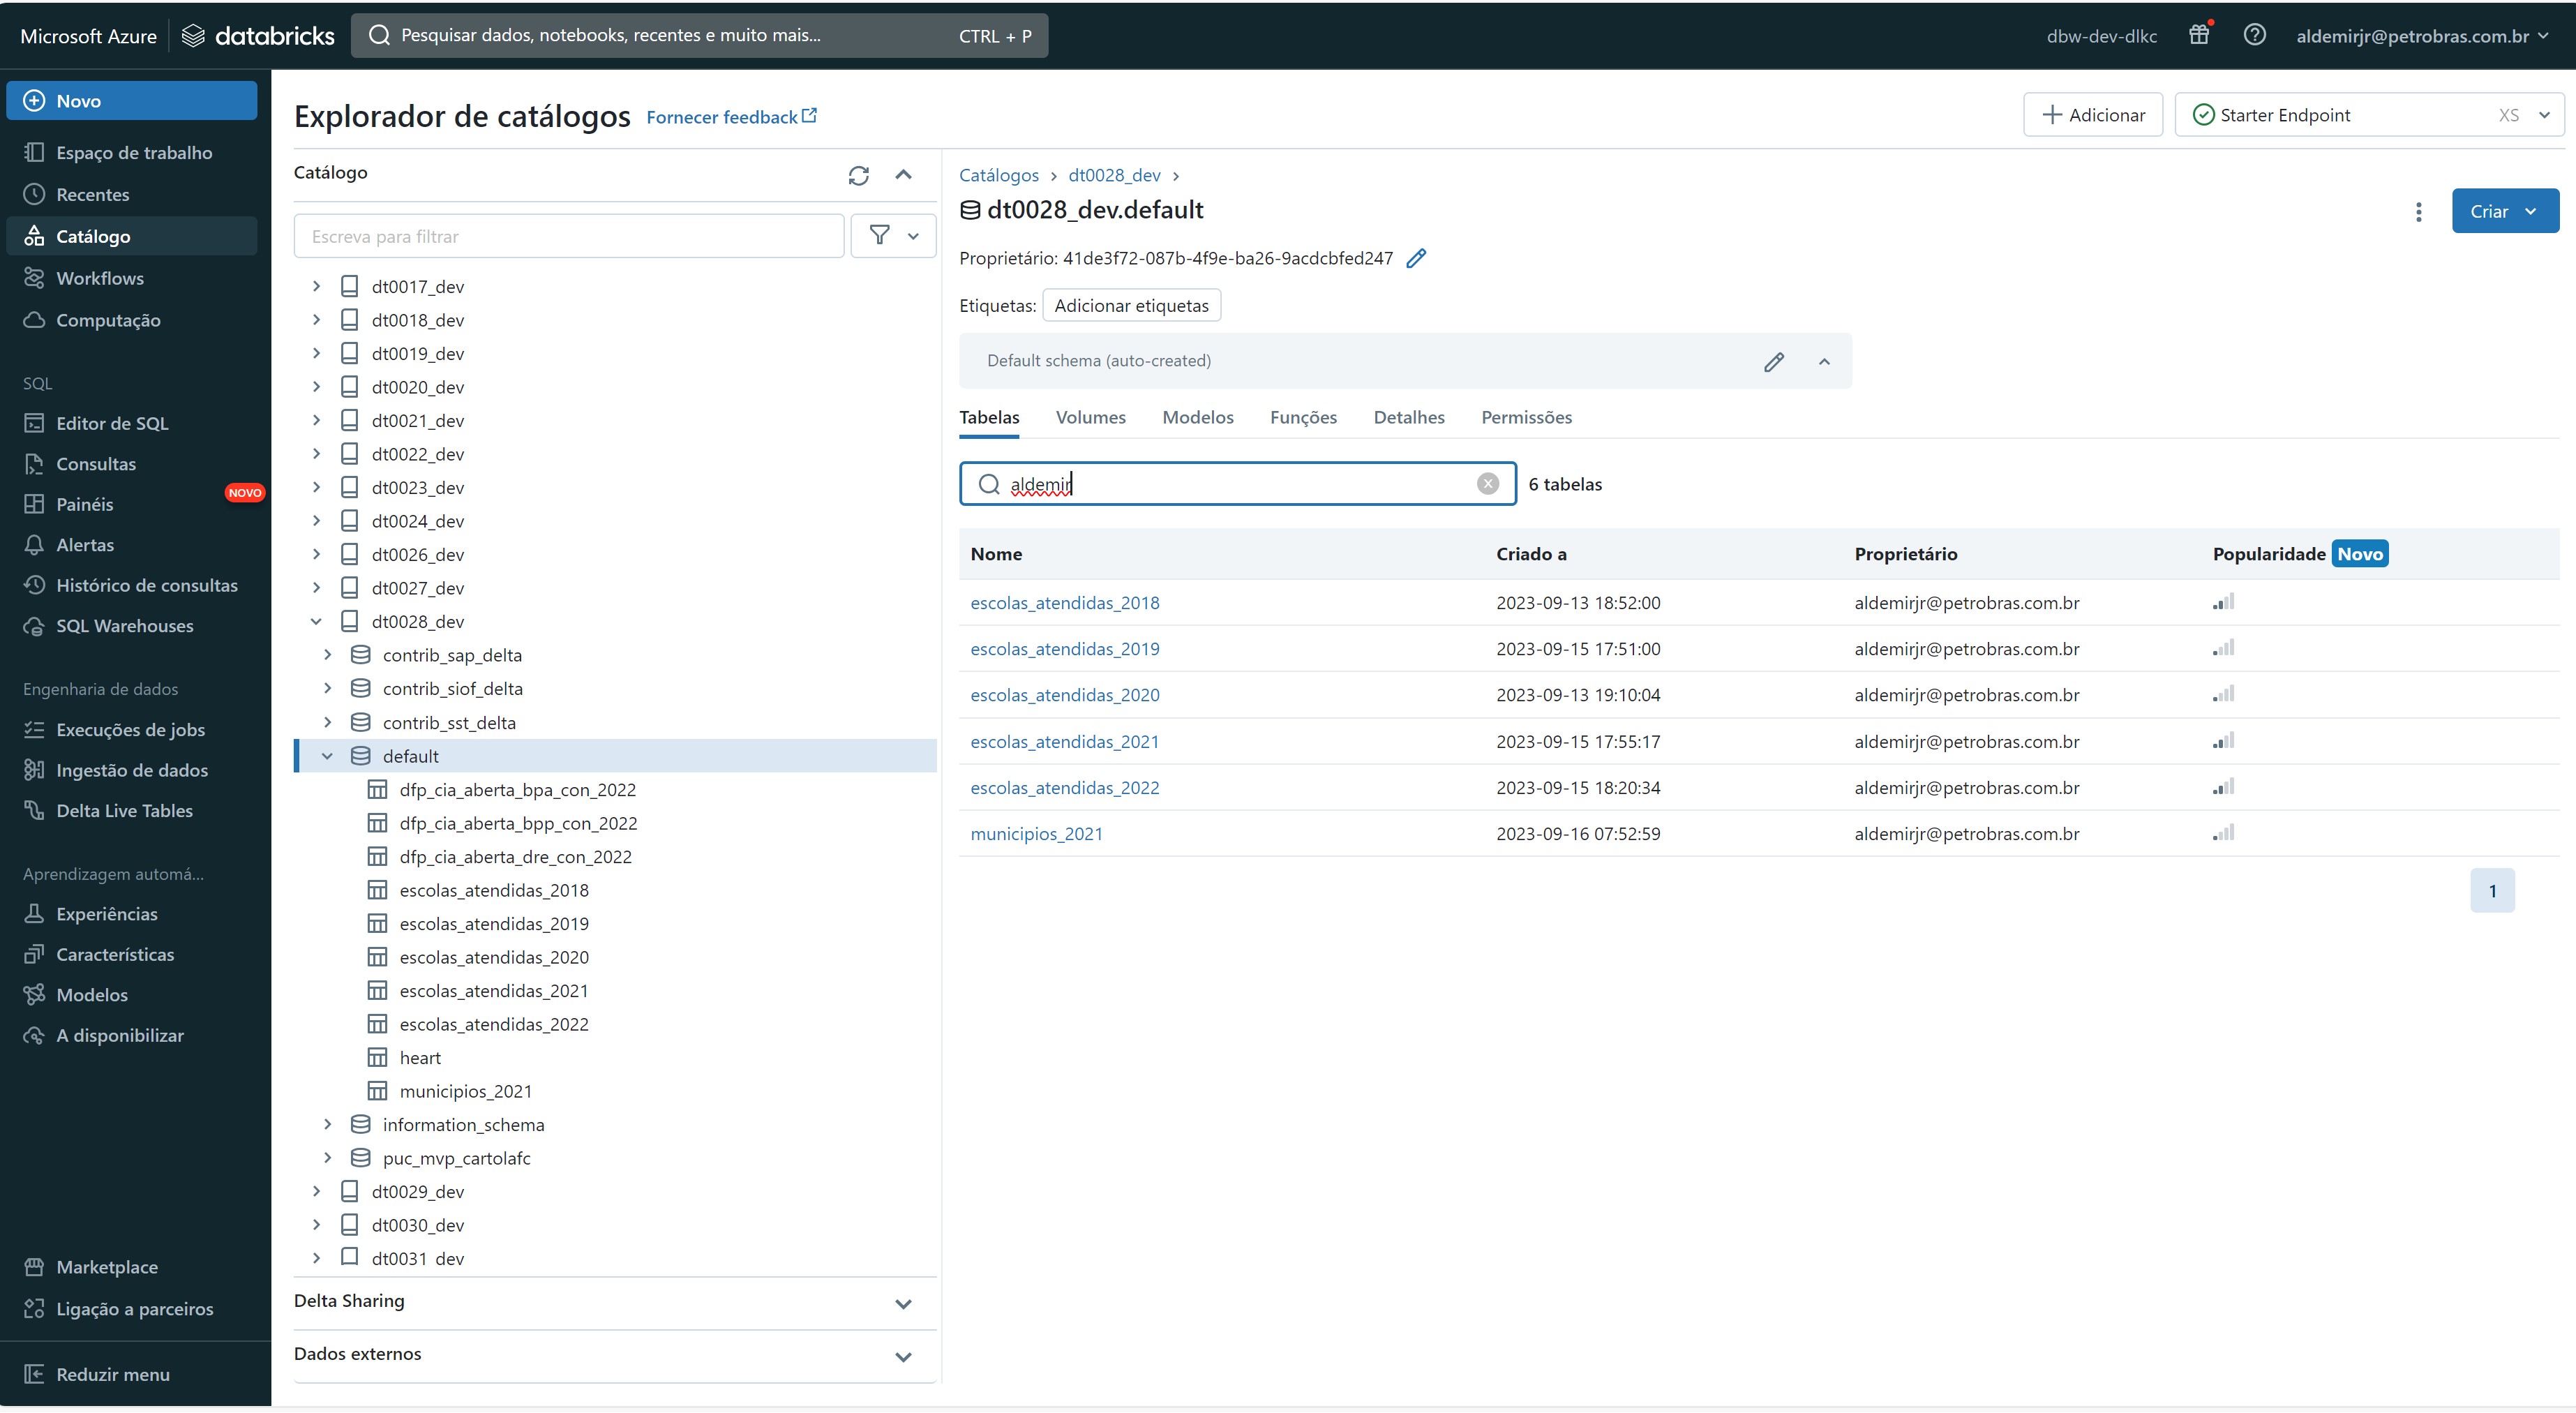 Microsoft Azure databricks Pesquisar dados, notebooks, recentes e muito mais... CTRL + P dbw-dev-dlkc aldemirjr@petrobras.com.br
Novo
Espaço de trabalho
Recentes
Catálogo
Workflows
Computação
SQL
Editor de SQL
Consultas
Painéis NOVO
Alertas
Histórico de consultas
SQL Warehouses
Engenharia de dados
Execuções de jobs
Ingestão de dados
Delta Live Tables
Aprendizagem automá...
Experiências
Características
Modelos
A disponibilizar
Marketplace
Ligação a parceiros
Reduzir menu
Explorador de catálogos Fornecer feedback
Adicionar Starter Endpoint XS
Catálogo
Escreva para filtrar
dt0017_dev
dt0018_dev
dt0019_dev
dt0020_dev
dt0021_dev
dt0022_dev
dt0023_dev
dt0024_dev
dt0026_dev
dt0027_dev
dt0028_dev
contrib_sap_delta
contrib_siof_delta
contrib_sst_delta
default
dfp_cia_aberta_bpa_con_2022
dfp_cia_aberta_bpp_con_2022
dfp_cia_aberta_dre_con_2022
escolas_atendidas_2018
escolas_atendidas_2019
escolas_atendidas_2020
escolas_atendidas_2021
escolas_atendidas_2022
heart
municipios_2021
information_schema
puc_mvp_cartolafc
dt0029_dev
dt0030_dev
dt0031_dev
Delta Sharing
Dados externos
Catálogos > dt0028_dev >
dt0028_dev.default
Criar
Proprietário: 41de3f72-087b-4f9e-ba26-9acdcbfed247
Etiquetas: Adicionar etiquetas
Default schema (auto-created)
Tabelas Volumes Modelos Funções Detalhes Permissões
aldemir 6 tabelas
Nome Criado a Proprietário Popularidade Novo
escolas_atendidas_2018 2023-09-13 18:52:00 aldemirjr@petrobras.com.br
escolas_atendidas_2019 2023-09-15 17:51:00 aldemirjr@petrobras.com.br
escolas_atendidas_2020 2023-09-13 19:10:04 aldemirjr@petrobras.com.br
escolas_atendidas_2021 2023-09-15 17:55:17 aldemirjr@petrobras.com.br
escolas_atendidas_2022 2023-09-15 18:20:34 aldemirjr@petrobras.com.br
municipios_2021 2023-09-16 07:52:59 aldemirjr@petrobras.com.br
1